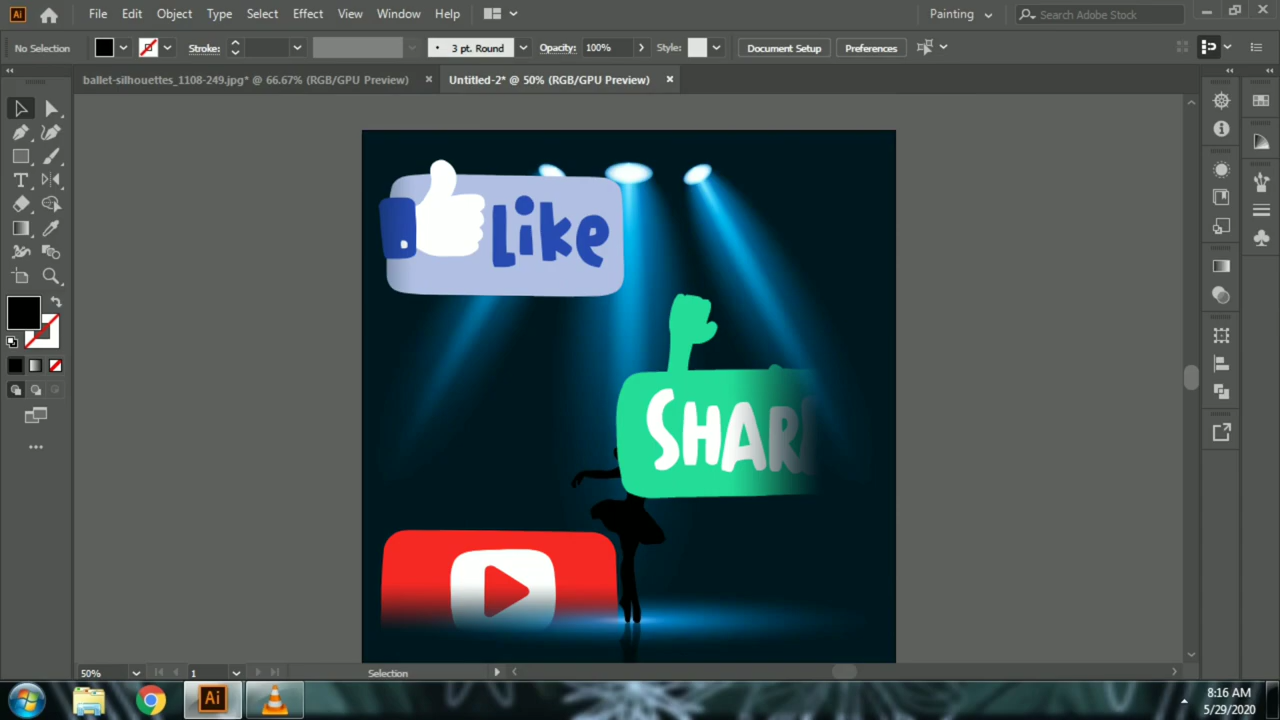 Ai File Edit Object Type Select Effect View Window Help Painting Search Adobe Stock
No Selection Stroke: 3 pt. Round Opacity: 100% Style: Document Setup Preferences
ballet-silhouettes_1108-249.jpg* @ 66.67% (RGB/GPU Preview) Untitled-2* @ 50% (RGB/GPU Preview)
Like
SHARE
50% 1 Selection
Ai 8:16 AM
5/29/2020